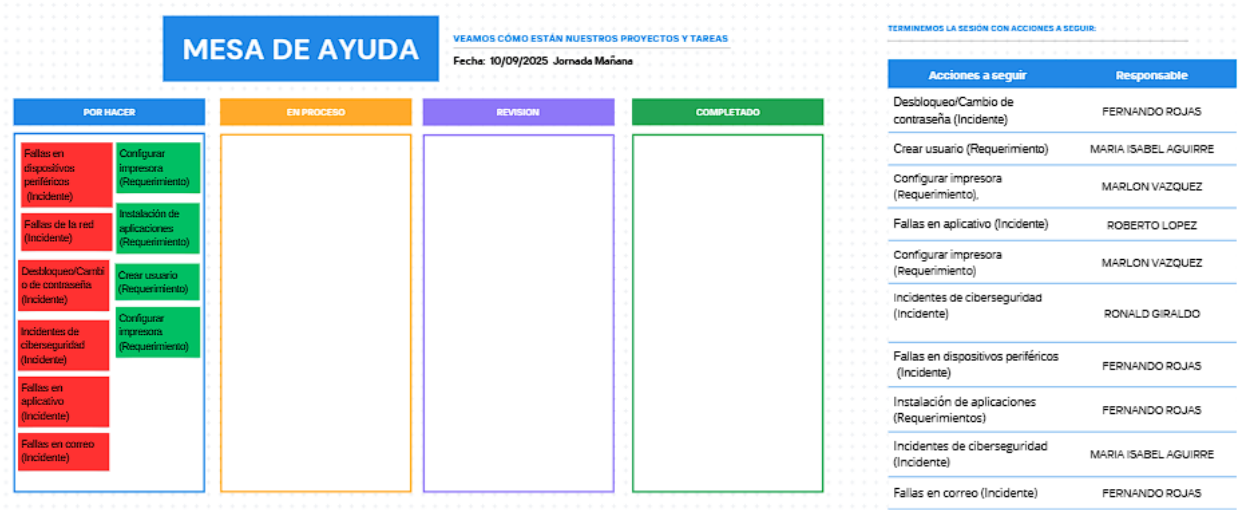 MESA DE AYUDA
VEAMOS CÓMO ESTÁN NUESTROS PROYECTOS Y TAREAS
Fecha: 10/09/2025 Jornada Mañana
POR HACER
Fallas en
dispositivos
periféricos
(Incidente)
Fallas de la red
(Incidente)
Desbloqueo/Cambi
o de contraseña
(Incidente)
Incidentes de
ciberseguridad
(Incidente)
Fallas en
aplicativo
(Incidente)
Fallas en correo
(Incidente)
Configurar
impresora
(Requerimiento)
Instalación de
aplicaciones
(Requerimiento)
Crear usuario
(Requerimiento)
Configurar
impresora
(Requerimiento)
EN PROCESO
REVISION
COMPLETADO
TERMINEMOS LA SESIÓN CON ACCIONES A SEGUIR:
Acciones a seguir Responsable
Desbloqueo/Cambio de
contraseña (Incidente) FERNANDO ROJAS
Crear usuario (Requerimiento) MARIA ISABEL AGUIRRE
Configurar impresora
(Requerimiento), MARLON VAZQUEZ
Fallas en aplicativo (Incidente) ROBERTO LOPEZ
Configurar impresora
(Requerimiento) MARLON VAZQUEZ
Incidentes de ciberseguridad
(Incidente) RONALD GIRALDO
Fallas en dispositivos periféricos
(Incidente) FERNANDO ROJAS
Instalación de aplicaciones
(Requerimientos) FERNANDO ROJAS
Incidentes de ciberseguridad
(Incidente) MARIA ISABEL AGUIRRE
Fallas en correo (Incidente) FERNANDO ROJAS